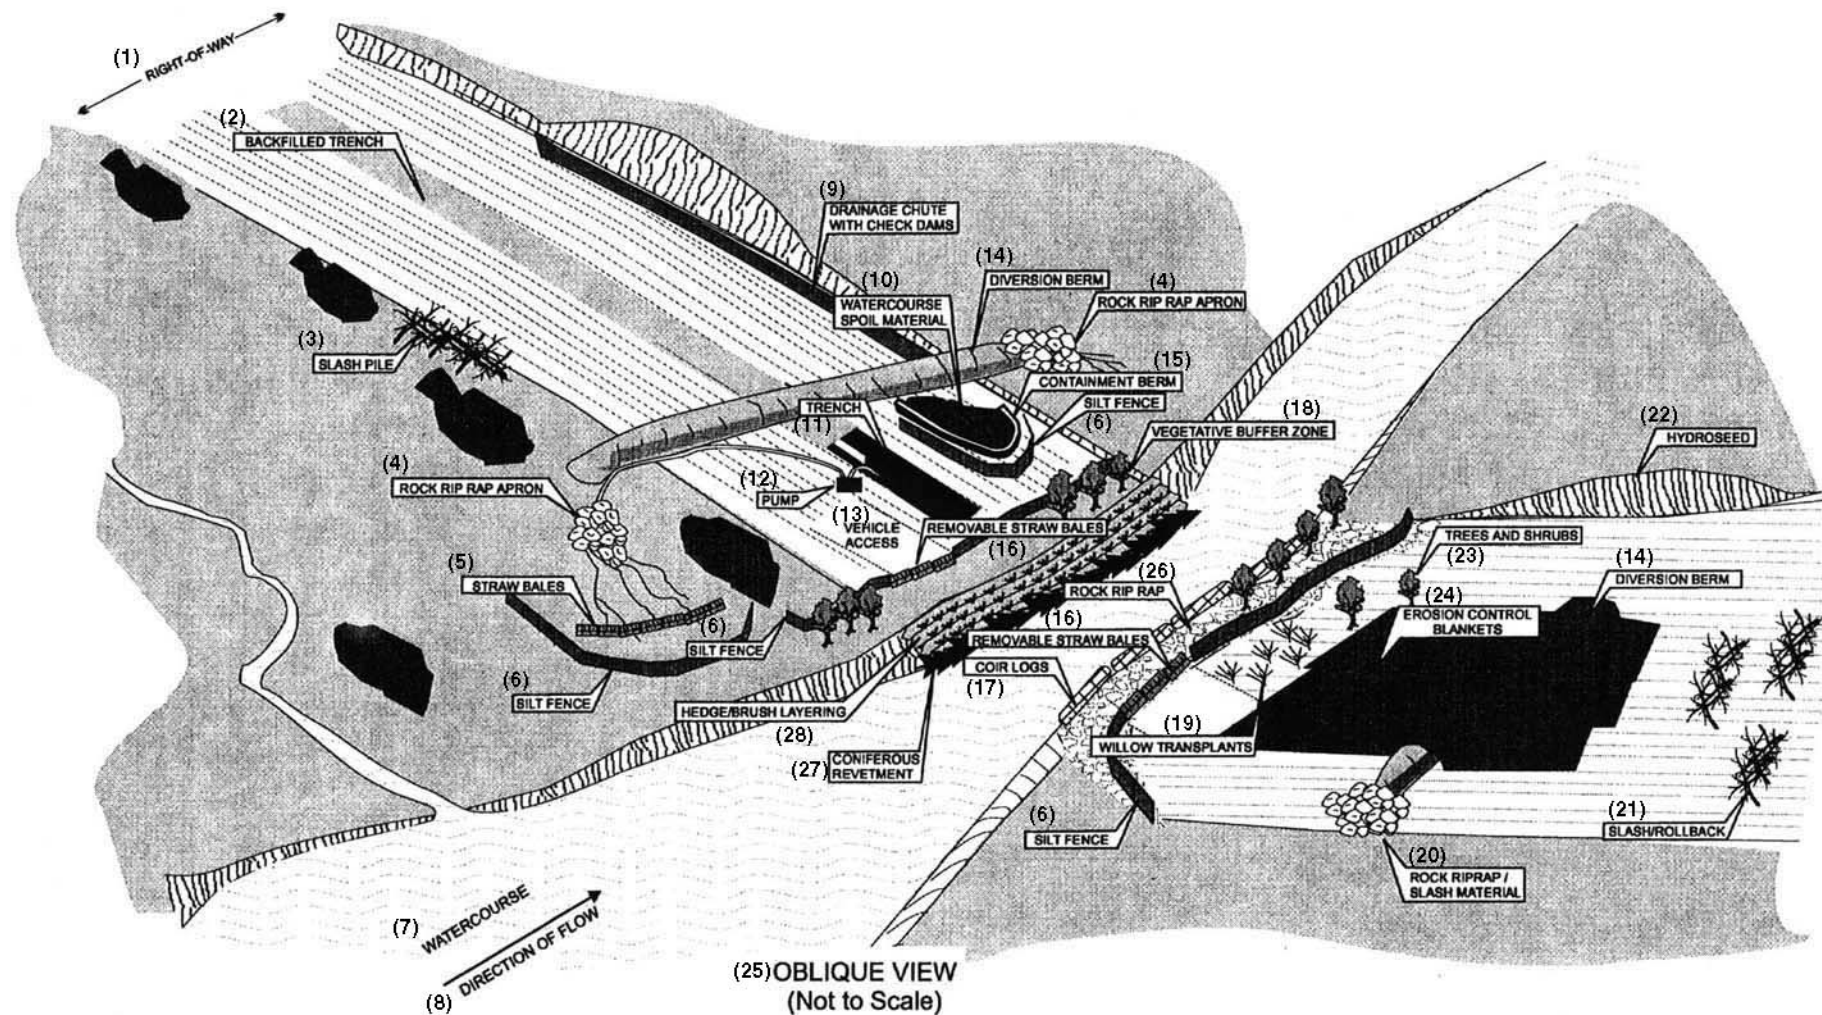 (1) RIGHT-OF-WAY
(2)
BACKFILLED TRENCH
(9)
DRAINAGE CHUTE
WITH CHECK DAMS
(14)
DIVERSION BERM
(4)
ROCK RIP RAP APRON
(10)
WATERCOURSE
SPOIL MATERIAL
(3)
SLASH PILE
(15)
CONTAINMENT BERM
SILT FENCE
(6)
TRENCH
(11)
(18)
VEGETATIVE BUFFER ZONE
(22)
HYDROSEED
(4)
ROCK RIP RAP APRON
(12)
PUMP
(13)
VEHICLE
ACCESS
REMOVABLE STRAW BALES
(16)
TREES AND SHRUBS
(23)
(5)
STRAW BALES
(26)
ROCK RIP RAP
(14)
DIVERSION BERM
(24)
EROSION CONTROL
BLANKETS
(6)
SILT FENCE
(16)
REMOVABLE STRAW BALES
COIR LOGS
(17)
(6)
SILT FENCE
HEDGE/BRUSH LAYERING
(28)
(19)
WILLOW TRANSPLANTS
(27) CONIFEROUS
REVETMENT
(6)
SILT FENCE
(21)
SLASH/ROLLBACK
(20)
ROCK RIPRAP /
SLASH MATERIAL
(7) WATERCOURSE
(8) DIRECTION OF FLOW
(25) OBLIQUE VIEW
(Not to Scale)